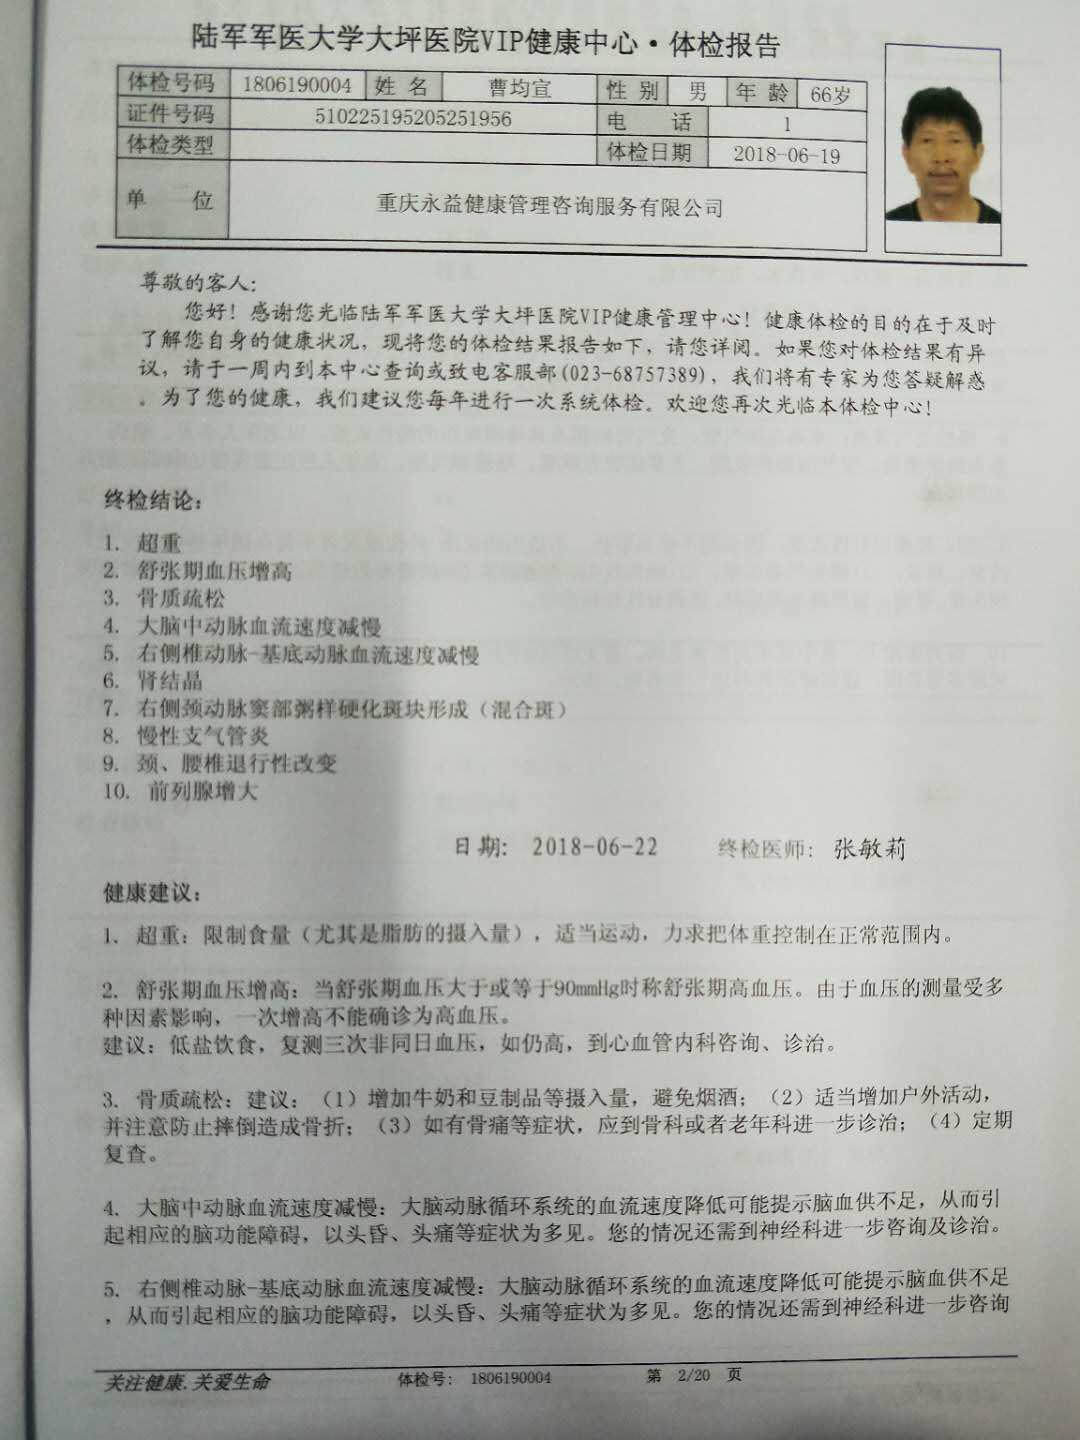 陆军军医大学大坪医院VIP健康中心·体检报告
体检号码 1806190004 姓 名 曹均宣 性 别 男 年 龄 66岁
证件号码 510225195205251956 电 话 1
体检类型 体检日期 2018-06-19
单 位 重庆永益健康管理咨询服务有限公司
尊敬的客人：
您好！感谢您光临陆军军医大学大坪医院VIP健康管理中心！健康体检的目的在于及时
了解您自身的健康状况，现将您的体检结果报告如下，请您详阅。如果您对体检结果有异
议，请于一周内到本中心查询或致电客服部(023-68757389)，我们将有专家为您答疑解惑
。为了您的健康，我们建议您每年进行一次系统体检。欢迎您再次光临本体检中心！
终检结论：
1. 超重
2. 舒张期血压增高
3. 骨质疏松
4. 大脑中动脉血流速度减慢
5. 右侧椎动脉-基底动脉血流速度减慢
6. 肾结晶
7. 右侧颈动脉窦部粥样硬化斑块形成（混合斑）
8. 慢性支气管炎
9. 颈、腰椎退行性改变
10. 前列腺增大
日期： 2018-06-22 终检医师：张敏莉
健康建议：
1. 超重：限制食量（尤其是脂肪的摄入量），适当运动，力求把体重控制在正常范围内。
2. 舒张期血压增高：当舒张期血压大于或等于90mmHg时称舒张期高血压。由于血压的测量受多
种因素影响，一次增高不能确诊为高血压。
建议：低盐饮食，复测三次非同日血压，如仍高，到心血管内科咨询、诊治。
3. 骨质疏松：建议：（1）增加牛奶和豆制品等摄入量，避免烟酒；（2）适当增加户外活动，
并注意防止摔倒造成骨折；（3）如有骨痛等症状，应到骨科或者老年科进一步诊治；（4）定期
复查。
4. 大脑中动脉血流速度减慢：大脑动脉循环系统的血流速度降低可能提示脑血供不足，从而引
起相应的脑功能障碍，以头昏、头痛等症状为多见。您的情况还需到神经科进一步咨询及诊治。
5. 右侧椎动脉-基底动脉血流速度减慢：大脑动脉循环系统的血流速度降低可能提示脑血供不足
，从而引起相应的脑功能障碍，以头昏、头痛等症状为多见。您的情况还需到神经科进一步咨询
关注健康.关爱生命 体检号： 1806190004 第 2/20 页